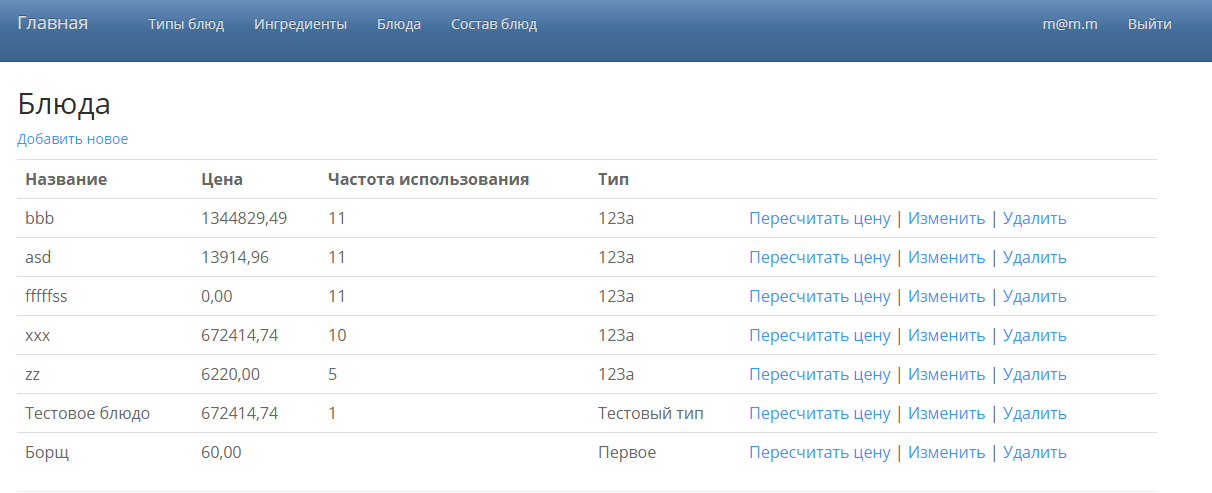 Главная Типы блюд Ингредиенты Блюда Состав блюд m@m.m Выйти
Блюда
Добавить новое
Название Цена Частота использования Тип
bbb 1344829,49 11 123a Пересчитать цену | Изменить | Удалить
asd 13914,96 11 123a Пересчитать цену | Изменить | Удалить
fffffss 0,00 11 123a Пересчитать цену | Изменить | Удалить
xxx 672414,74 10 123a Пересчитать цену | Изменить | Удалить
zz 6220,00 5 123a Пересчитать цену | Изменить | Удалить
Тестовое блюдо 672414,74 1 Тестовый тип Пересчитать цену | Изменить | Удалить
Борщ 60,00 Первое Пересчитать цену | Изменить | Удалить